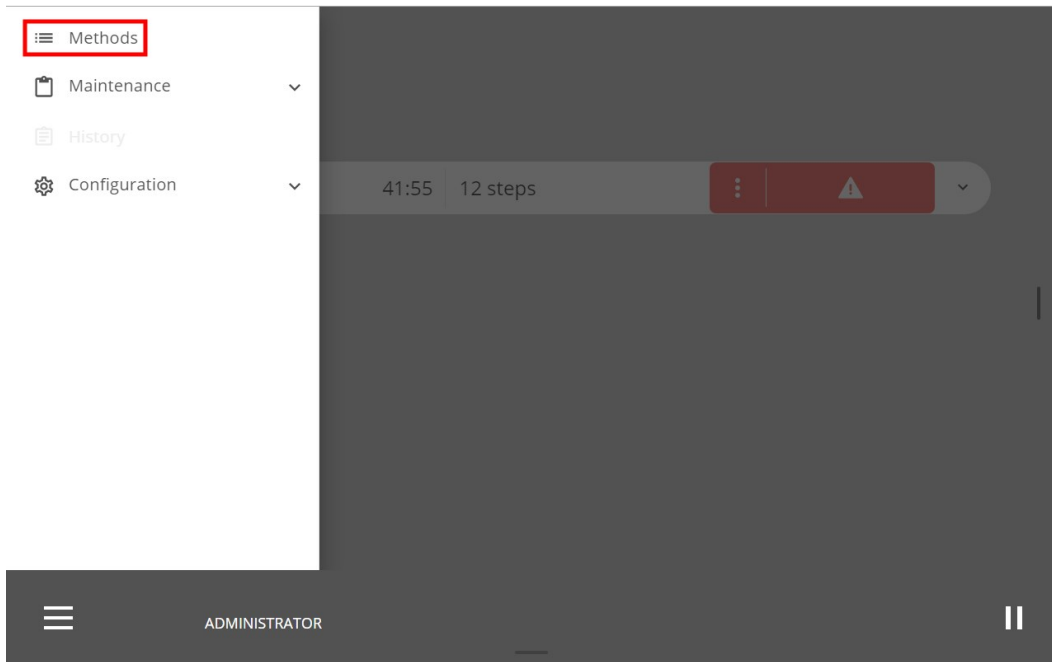 Methods
Maintenance
History
Configuration
41:55 12 steps
ADMINISTRATOR